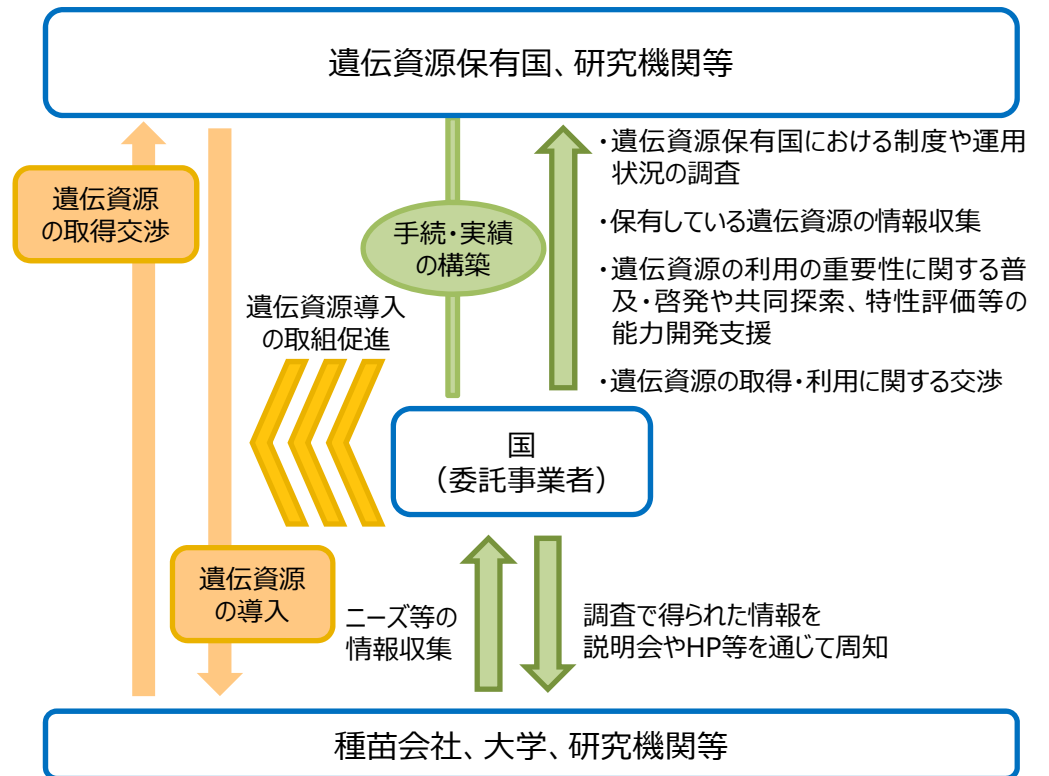 遺伝資源保有国、研究機関等
遺伝資源
の取得交渉
手続・実績
の構築
・遺伝資源保有国における制度や運用
状況の調査
・保有している遺伝資源の情報収集
・遺伝資源の利用の重要性に関する普
及・啓発や共同探索、特性評価等の
能力開発支援
・遺伝資源の取得・利用に関する交渉
遺伝資源導入
の取組促進
国
（委託事業者）
遺伝資源
の導入
ニーズ等の
情報収集
調査で得られた情報を
説明会やHP等を通じて周知
種苗会社、大学、研究機関等